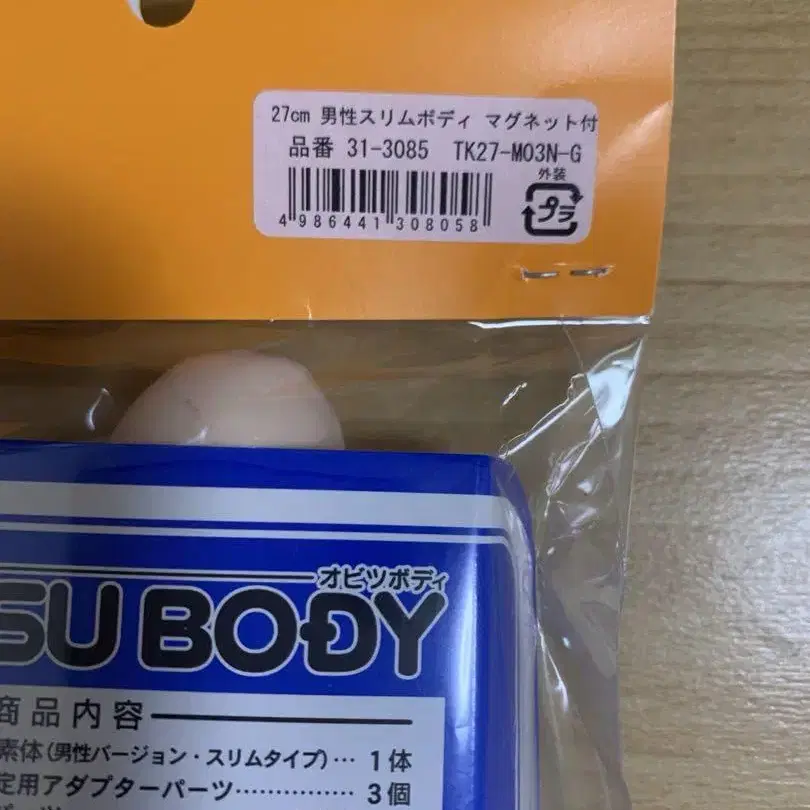 27cm 男性スリムボディ マグネット付
品番 31-3085 TK27-M03N-G
外装
プラ
4 986441 308058
オビツボディ
SU BODY
商品内容
素体(男性バージョン・スリムタイプ)… 1体
定用アダプターパーツ…………… 3個